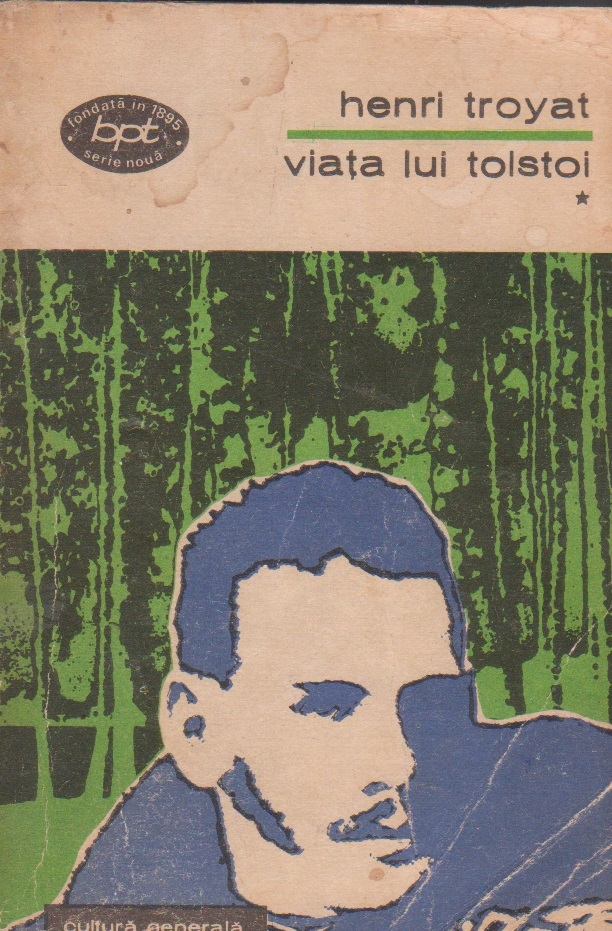 fondată în 1895
bpt
serie nouă
henri troyat
viața lui tolstoi
cultură generală